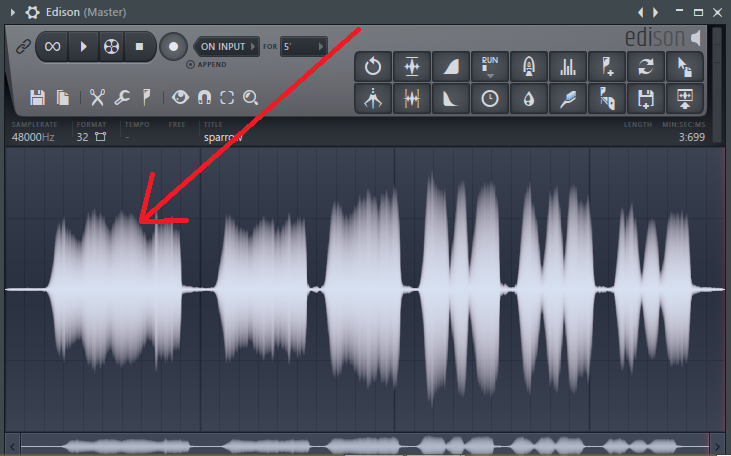 Edison (Master)
edison
ON INPUT
FOR
5'
APPEND
RUN
SAMPLERATE
FORMAT
TEMPO
FREE
TITLE
LENGTH
MIN:SEC:MS
48000Hz
32
-
sparrow
3:699